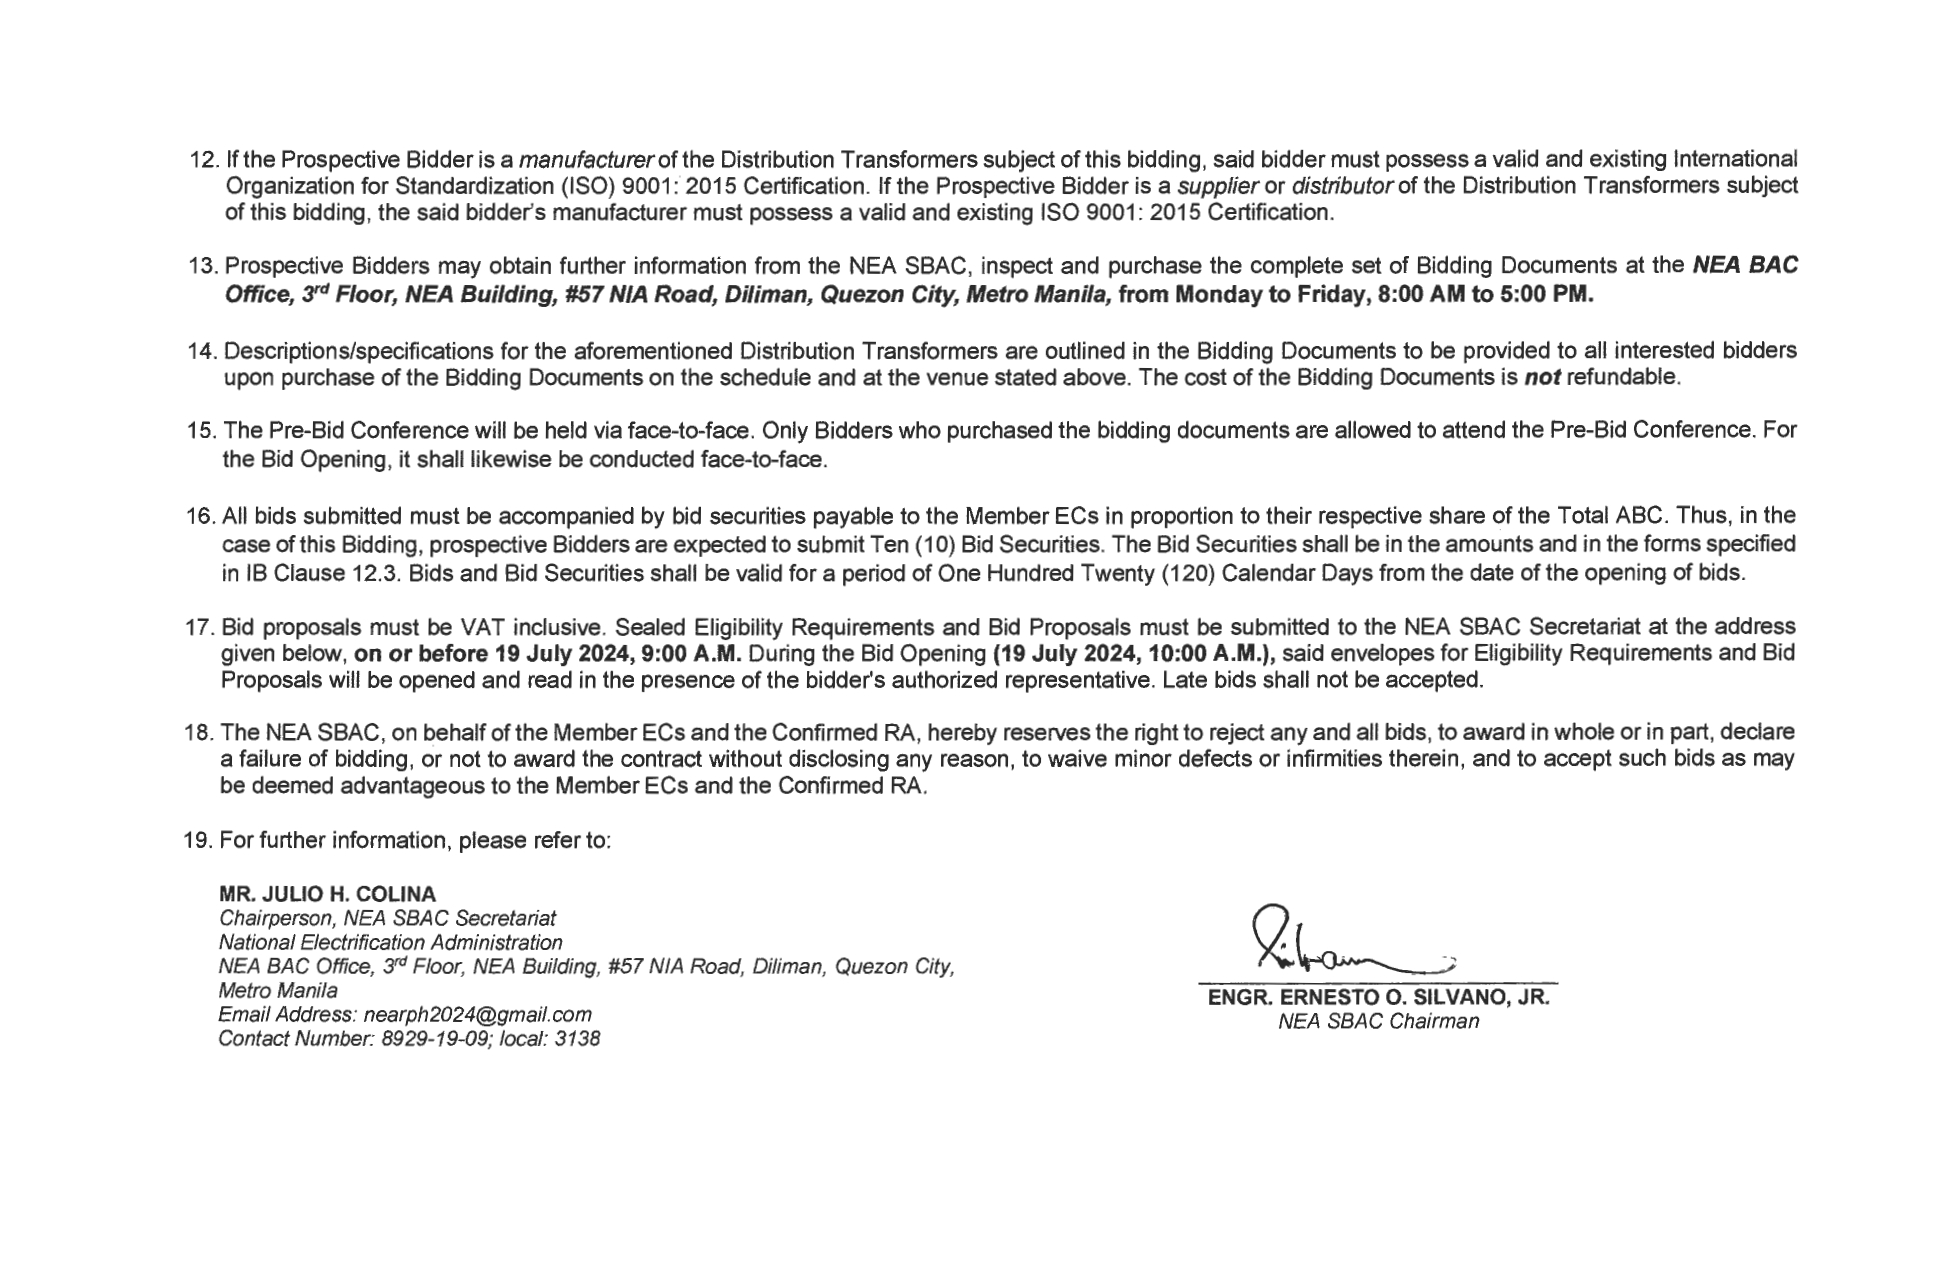 12. If the Prospective Bidder is a manufacturer of the Distribution Transformers subject of this bidding, said bidder must possess a valid and existing International
Organization for Standardization (ISO) 9001: 2015 Certification. If the Prospective Bidder is a supplier or distributor of the Distribution Transformers subject
of this bidding, the said bidder's manufacturer must possess a valid and existing ISO 9001: 2015 Certification.
13. Prospective Bidders may obtain further information from the NEA SBAC, inspect and purchase the complete set of Bidding Documents at the NEA BAC
Office, 3rd Floor, NEA Building, #57 NIA Road, Diliman, Quezon City, Metro Manila, from Monday to Friday, 8:00 AM to 5:00 PM.
14. Descriptions/specifications for the aforementioned Distribution Transformers are outlined in the Bidding Documents to be provided to all interested bidders
upon purchase of the Bidding Documents on the schedule and at the venue stated above. The cost of the Bidding Documents is not refundable.
15. The Pre-Bid Conference will be held via face-to-face. Only Bidders who purchased the bidding documents are allowed to attend the Pre-Bid Conference. For
the Bid Opening, it shall likewise be conducted face-to-face.
16. All bids submitted must be accompanied by bid securities payable to the Member ECs in proportion to their respective share of the Total ABC. Thus, in the
case of this Bidding, prospective Bidders are expected to submit Ten (10) Bid Securities. The Bid Securities shall be in the amounts and in the forms specified
in IB Clause 12.3. Bids and Bid Securities shall be valid for a period of One Hundred Twenty (120) Calendar Days from the date of the opening of bids.
17. Bid proposals must be VAT inclusive. Sealed Eligibility Requirements and Bid Proposals must be submitted to the NEA SBAC Secretariat at the address
given below, on or before 19 July 2024, 9:00 A.M. During the Bid Opening (19 July 2024, 10:00 A.M.), said envelopes for Eligibility Requirements and Bid
Proposals will be opened and read in the presence of the bidder's authorized representative. Late bids shall not be accepted.
18. The NEA SBAC, on behalf of the Member ECs and the Confirmed RA, hereby reserves the right to reject any and all bids, to award in whole or in part, declare
a failure of bidding, or not to award the contract without disclosing any reason, to waive minor defects or infirmities therein, and to accept such bids as may
be deemed advantageous to the Member ECs and the Confirmed RA.
19. For further information, please refer to:
MR. JULIO H. COLINA
Chairperson, NEA SBAC Secretariat
National Electrification Administration
NEA BAC Office, 3rd Floor, NEA Building, #57 NIA Road, Diliman, Quezon City,
Metro Manila
Email Address: nearph2024@gmail.com
Contact Number: 8929-19-09; local: 3138
ENGR. ERNESTO O. SILVANO, JR.
NEA SBAC Chairman